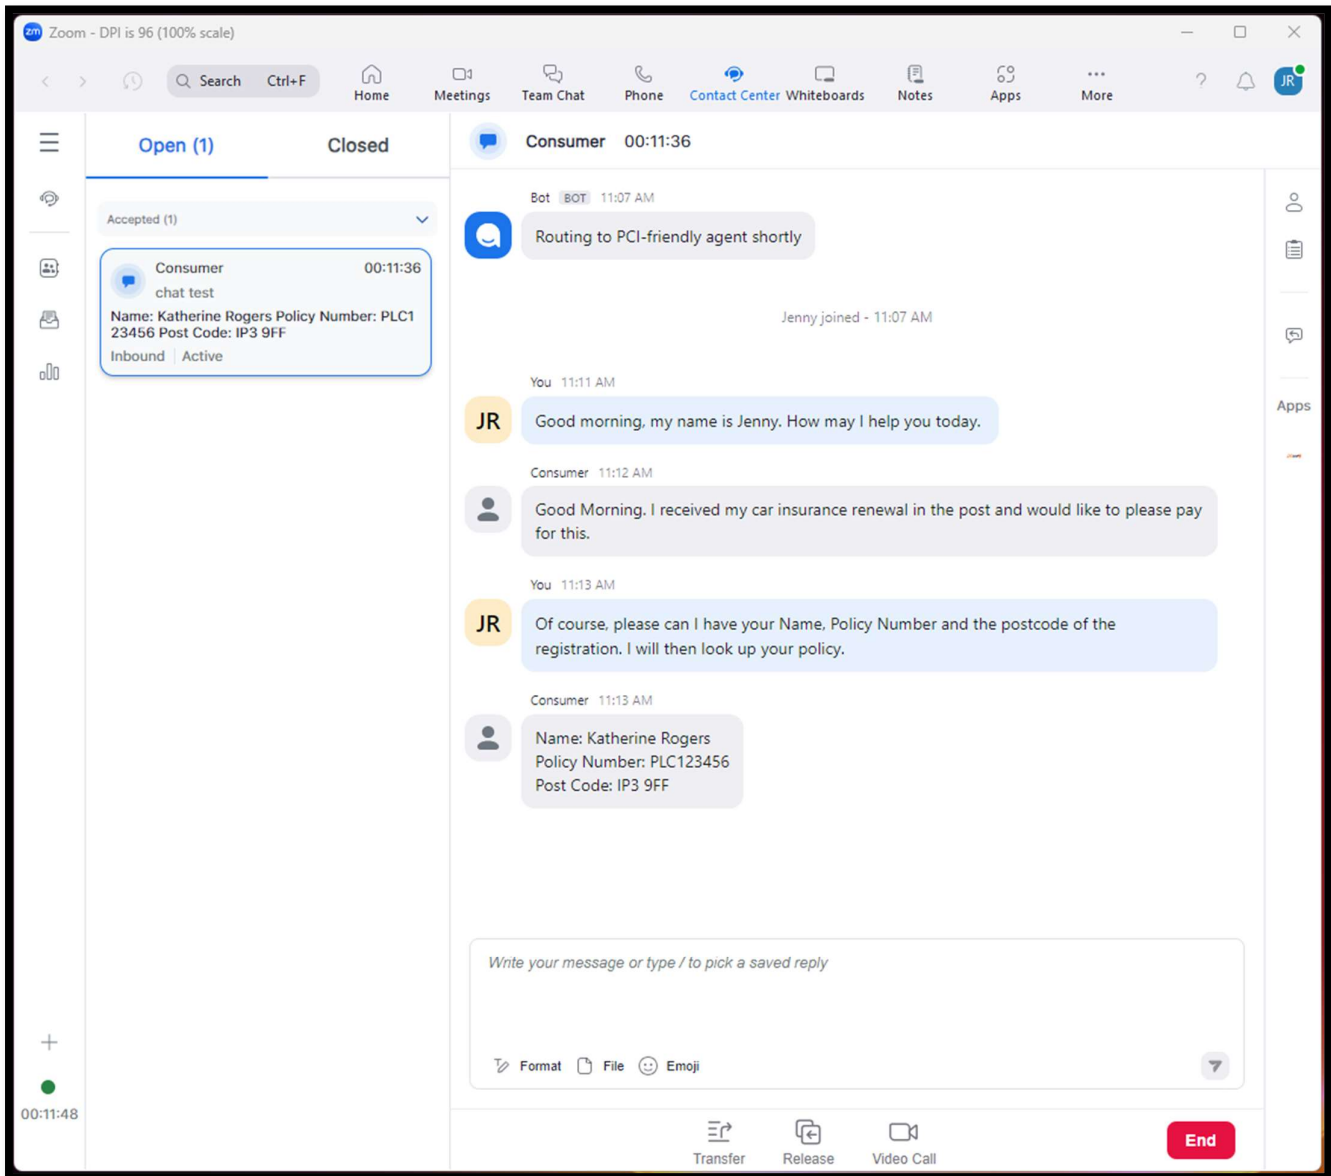 zm Zoom - DPI is 96 (100% scale)
Search Ctrl+F
Home
Meetings
Team Chat
Phone
Contact Center
Whiteboards
Notes
Apps
More
?
JR
Open (1)
Closed
Accepted (1)
Consumer 00:11:36
chat test
Name: Katherine Rogers Policy Number: PLC1
23456 Post Code: IP3 9FF
Inbound Active
Consumer 00:11:36
Bot BOT 11:07 AM
Routing to PCI-friendly agent shortly
Jenny joined - 11:07 AM
You 11:11 AM
JR
Good morning, my name is Jenny. How may I help you today.
Consumer 11:12 AM
Good Morning. I received my car insurance renewal in the post and would like to please pay
for this.
You 11:13 AM
JR
Of course, please can I have your Name, Policy Number and the postcode of the
registration. I will then look up your policy.
Consumer 11:13 AM
Name: Katherine Rogers
Policy Number: PLC123456
Post Code: IP3 9FF
Write your message or type / to pick a saved reply
Format File Emoji
Transfer
Release
Video Call
End
Apps
00:11:48